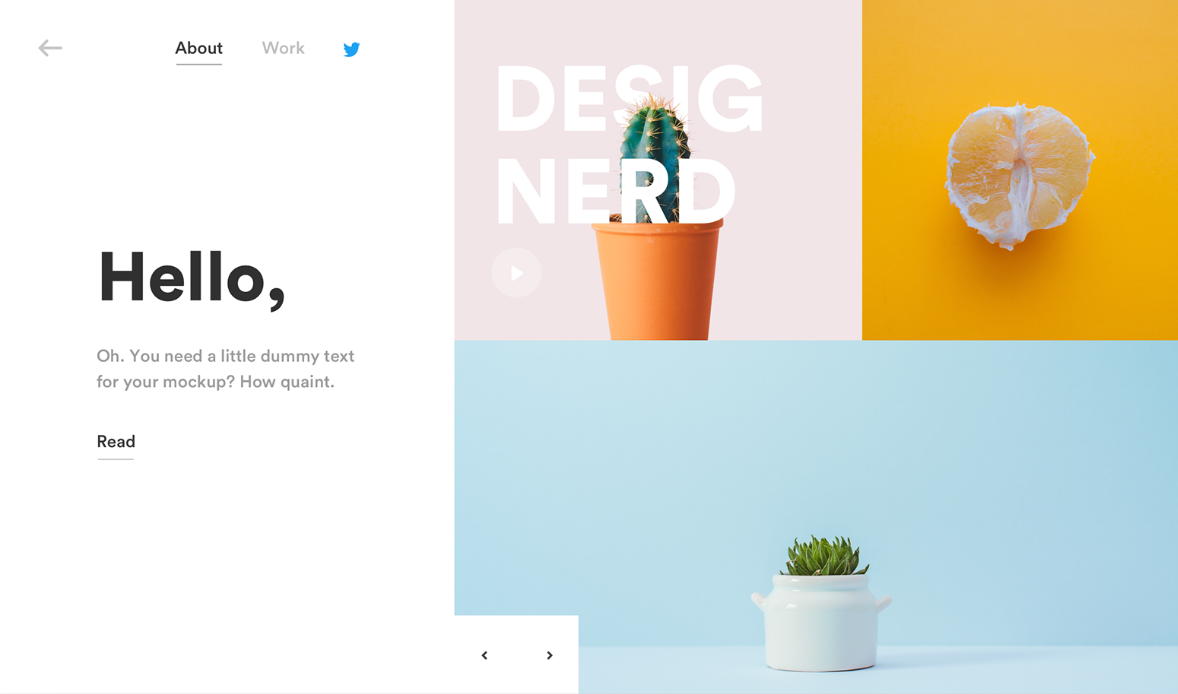 About Work
Hello,
Oh. You need a little dummy text
for your mockup? How quaint.
Read
DESIG
NERD